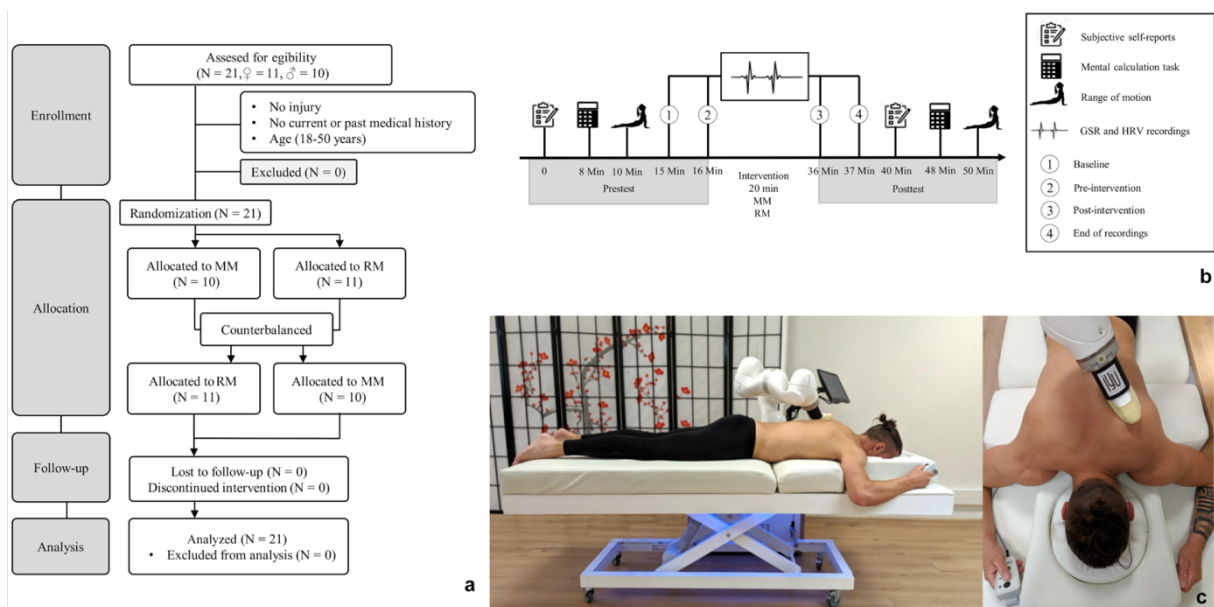 Enrollment
Assesed for egibility
(N = 21,♀ = 11,♂ = 10)
• No injury
• No current or past medical history
• Age (18-50 years)
Excluded (N = 0)
Allocation
Randomization (N = 21)
Allocated to MM
(N = 10)
Allocated to RM
(N = 11)
Counterbalanced
Allocated to RM
(N = 11)
Allocated to MM
(N = 10)
Follow-up
Lost to follow-up (N = 0)
Discontinued intervention (N = 0)
Analysis
Analyzed (N = 21)
• Excluded from analysis (N = 0)
a
1
2
3
4
0
8 Min
10 Min
15 Min
16 Min
Intervention
20 min
MM
RM
36 Min
37 Min
40 Min
48 Min
50 Min
Prestest
Posttest
Subjective self-reports
Mental calculation task
Range of motion
GSR and HRV recordings
1 Baseline
2 Pre-intervention
3 Post-intervention
4 End of recordings
b
c